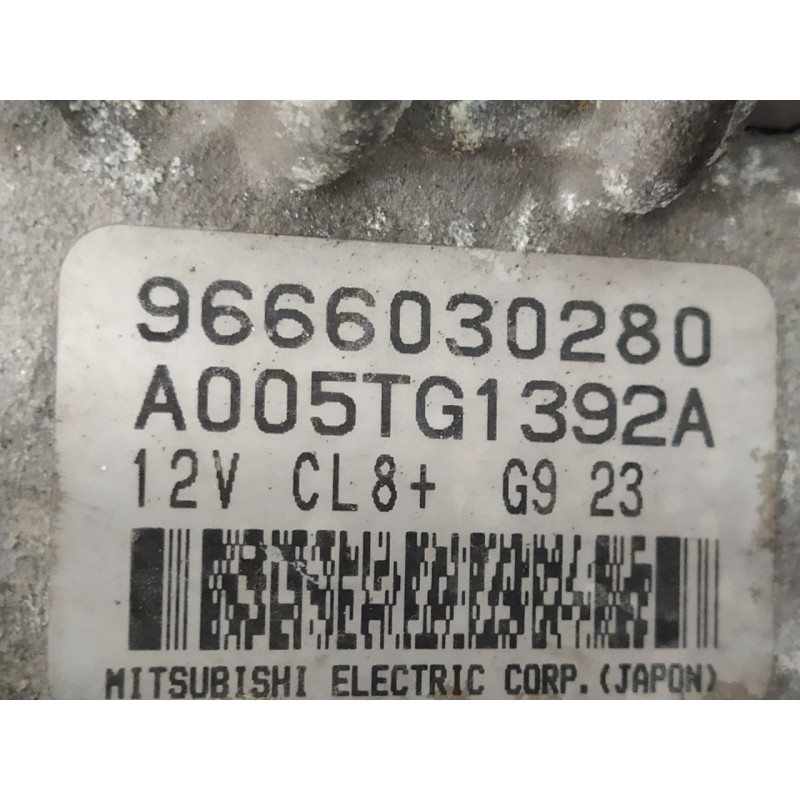 9666030280
A005TG1392A
12V CL8+ G9 23
MITSUBISHI ELECTRIC CORP.(JAPON)